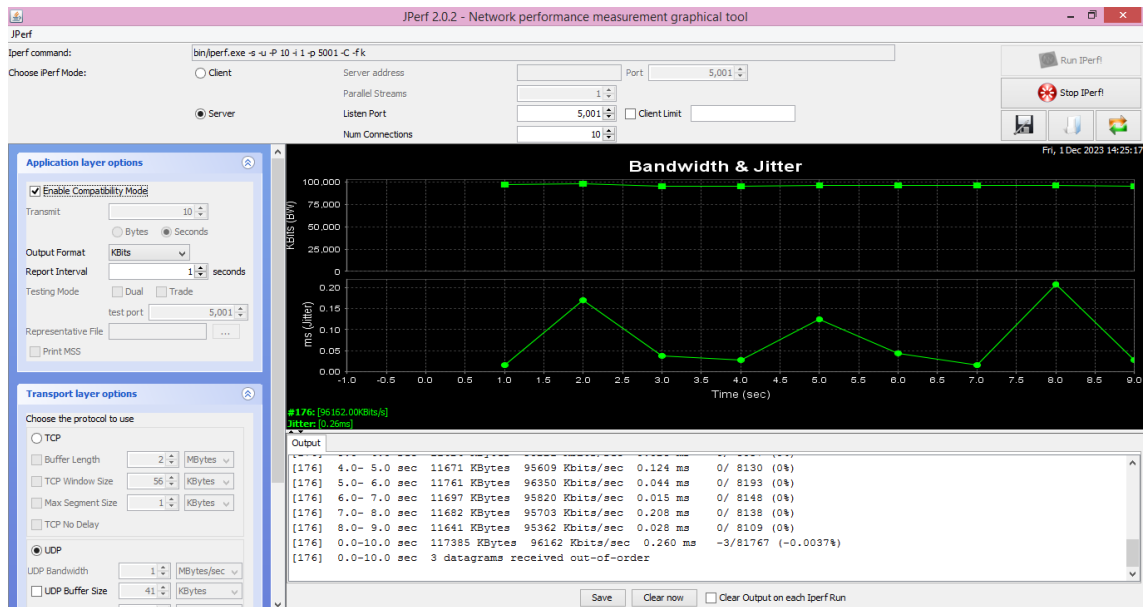 JPerf 2.0.2 - Network performance measurement graphical tool
JPerf
Iperf command:
bin/iperf.exe -s -u -P 10 -i 1 -p 5001 -C -f k
Choose iPerf Mode:
Client
Server address
Port
5,001
Parallel Streams
1
Server
Listen Port
5,001
Client Limit
Num Connections
10
Run IPerf!
Stop IPerf!
Application layer options
Enable Compatibility Mode
Transmit
10
Bytes
Seconds
Output Format
KBits
Report Interval
1
seconds
Testing Mode
Dual
Trade
test port
5,001
Representative File
...
Print MSS
Transport layer options
Choose the protocol to use
TCP
Buffer Length
2
MBytes
TCP Window Size
56
KBytes
Max Segment Size
1
KBytes
TCP No Delay
UDP
UDP Bandwidth
1
MBytes/sec
UDP Buffer Size
41
KBytes
Fri, 1 Dec 2023 14:25:17
Bandwidth & Jitter
KBits (BW)
100,000
75,000
50,000
25,000
0
ms (Jitter)
0.20
0.15
0.10
0.05
0.00
-1.0 -0.5 0.0 0.5 1.0 1.5 2.0 2.5 3.0 3.5 4.0 4.5 5.0 5.5 6.0 6.5 7.0 7.5 8.0 8.5 9.0
Time (sec)
#176: [96162.00KBits/s]
Jitter: [0.26ms]
Output
[176] 4.0- 5.0 sec 11671 KBytes 95609 Kbits/sec 0.124 ms 0/ 8130 (0%)
[176] 5.0- 6.0 sec 11761 KBytes 96350 Kbits/sec 0.044 ms 0/ 8193 (0%)
[176] 6.0- 7.0 sec 11697 KBytes 95820 Kbits/sec 0.015 ms 0/ 8148 (0%)
[176] 7.0- 8.0 sec 11682 KBytes 95703 Kbits/sec 0.208 ms 0/ 8138 (0%)
[176] 8.0- 9.0 sec 11641 KBytes 95362 Kbits/sec 0.028 ms 0/ 8109 (0%)
[176] 0.0-10.0 sec 117385 KBytes 96162 Kbits/sec 0.260 ms -3/81767 (-0.0037%)
[176] 0.0-10.0 sec 3 datagrams received out-of-order
Save
Clear now
Clear Output on each Iperf Run